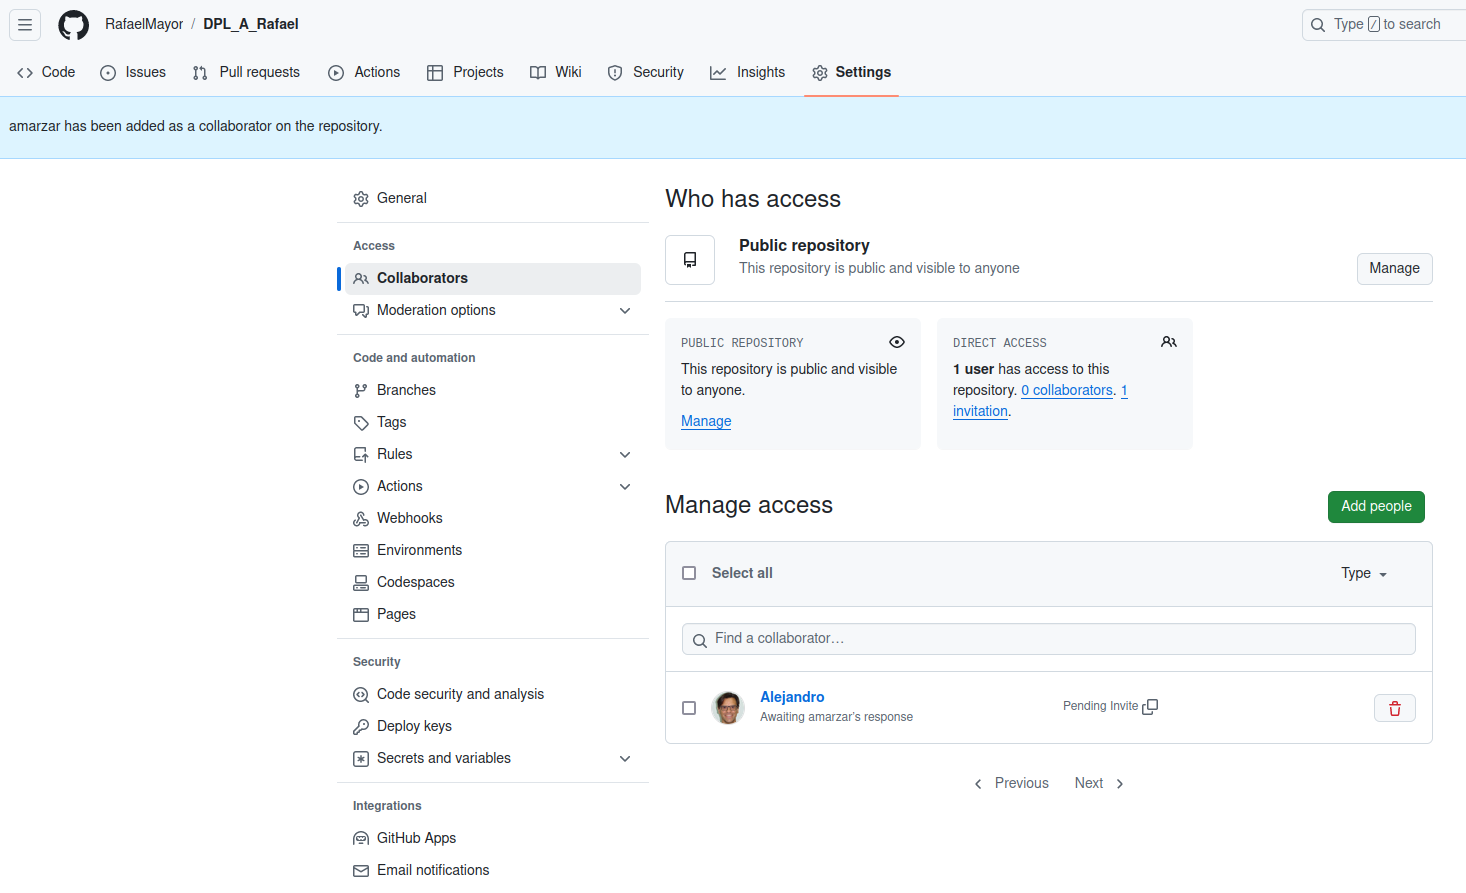 RafaelMayor / DPL_A_Rafael
Type / to search
Code Issues Pull requests Actions Projects Wiki Security Insights Settings
amarzar has been added as a collaborator on the repository.
General
Access
Collaborators
Moderation options
Code and automation
Branches
Tags
Rules
Actions
Webhooks
Environments
Codespaces
Pages
Security
Code security and analysis
Deploy keys
Secrets and variables
Integrations
GitHub Apps
Email notifications
Who has access
Public repository
This repository is public and visible to anyone
Manage
PUBLIC REPOSITORY
This repository is public and visible
to anyone.
Manage
DIRECT ACCESS
1 user has access to this
repository. 0 collaborators. 1
invitation.
Manage access
Add people
Select all
Type
Find a collaborator…
Alejandro
Awaiting amarzar's response
Pending Invite
Previous Next